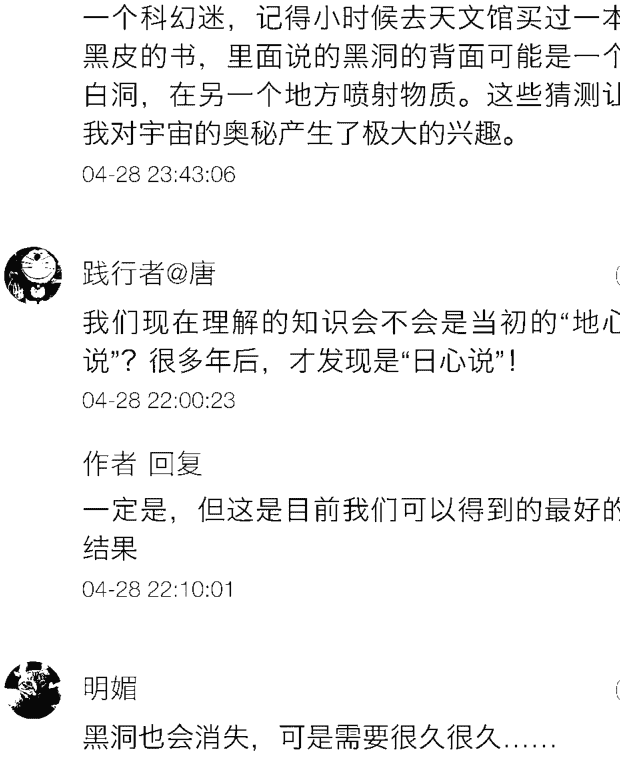 一个科幻迷，记得小时候去天文馆买过一本
黑皮的书，里面说的黑洞的背面可能是一个
白洞，在另一个地方喷射物质。这些猜测让
我对宇宙的奥秘产生了极大的兴趣。
04-28 23:43:06
践行者@唐
我们现在理解的知识会不会是当初的“地心
说”？很多年后，才发现是“日心说”！
04-28 22:00:23
作者 回复
一定是，但这是目前我们可以得到的最好的
结果
04-28 22:10:01
明媚
黑洞也会消失，可是需要很久很久……